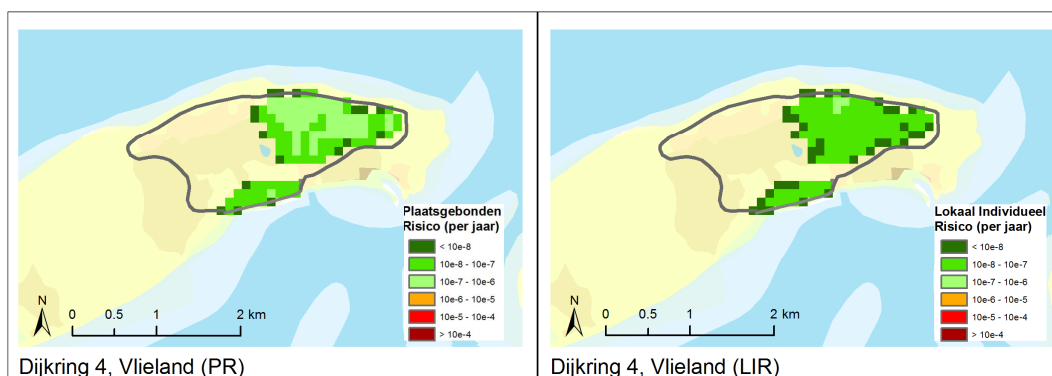 Plaatsgebonden
Risico (per jaar)
< 10e-8
10e-8 - 10e-7
10e-7 - 10e-6
10e-6 - 10e-5
10e-5 - 10e-4
> 10e-4
N
0 0.5 1 2 km
Dijkring 4, Vlieland (PR)
Lokaal Individueel
Risico (per jaar)
< 10e-8
10e-8 - 10e-7
10e-7 - 10e-6
10e-6 - 10e-5
10e-5 - 10e-4
> 10e-4
N
0 0.5 1 2 km
Dijkring 4, Vlieland (LIR)